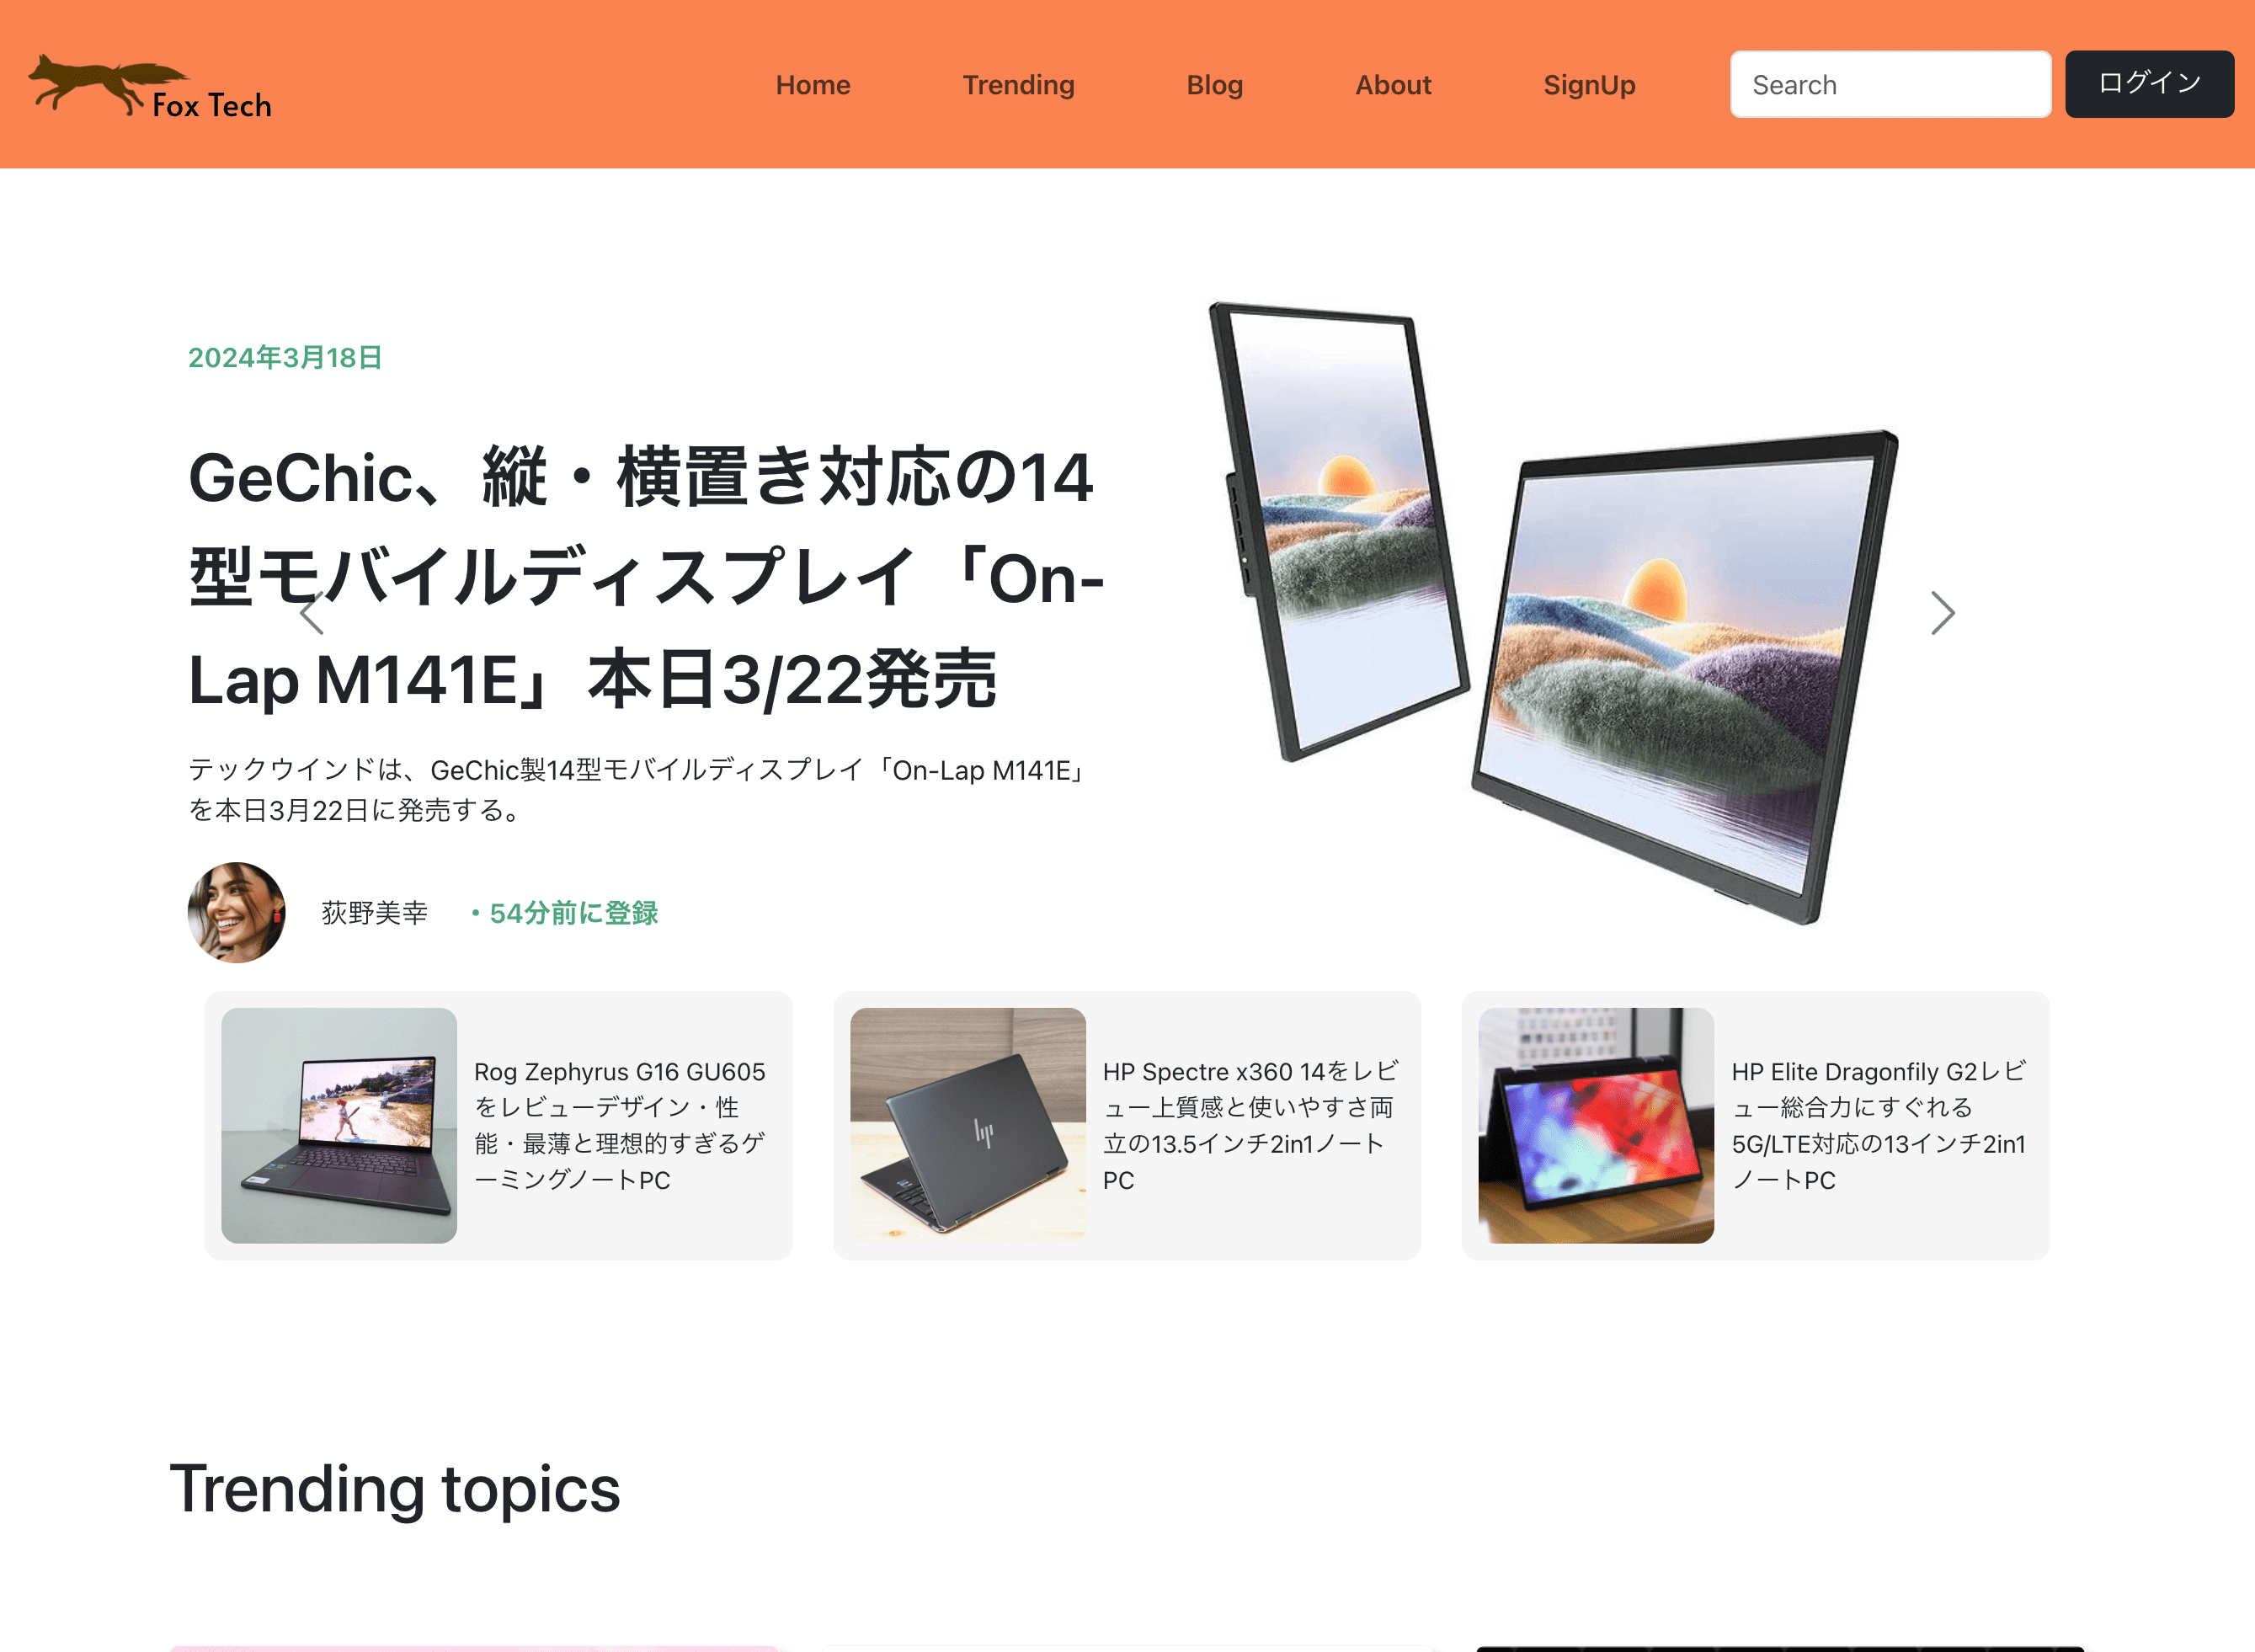 Fox Tech
Home
Trending
Blog
About
SignUp
Search
ログイン
2024年3月18日
GeChic、縦・横置き対応の14
型モバイルディスプレイ「On-
Lap M141E」本日3/22発売
テックウインドは、GeChic製14型モバイルディスプレイ「On-Lap M141E」
を本日3月22日に発売する。
荻野美幸
・54分前に登録
Rog Zephyrus G16 GU605
をレビューデザイン・性
能・最薄と理想的すぎるゲ
ーミングノートPC
HP Spectre x360 14をレビ
ュー上質感と使いやすさ両
立の13.5インチ2in1ノート
PC
HP Elite Dragonfily G2レビ
ュー総合力にすぐれる
5G/LTE対応の13インチ2in1
ノートPC
Trending topics